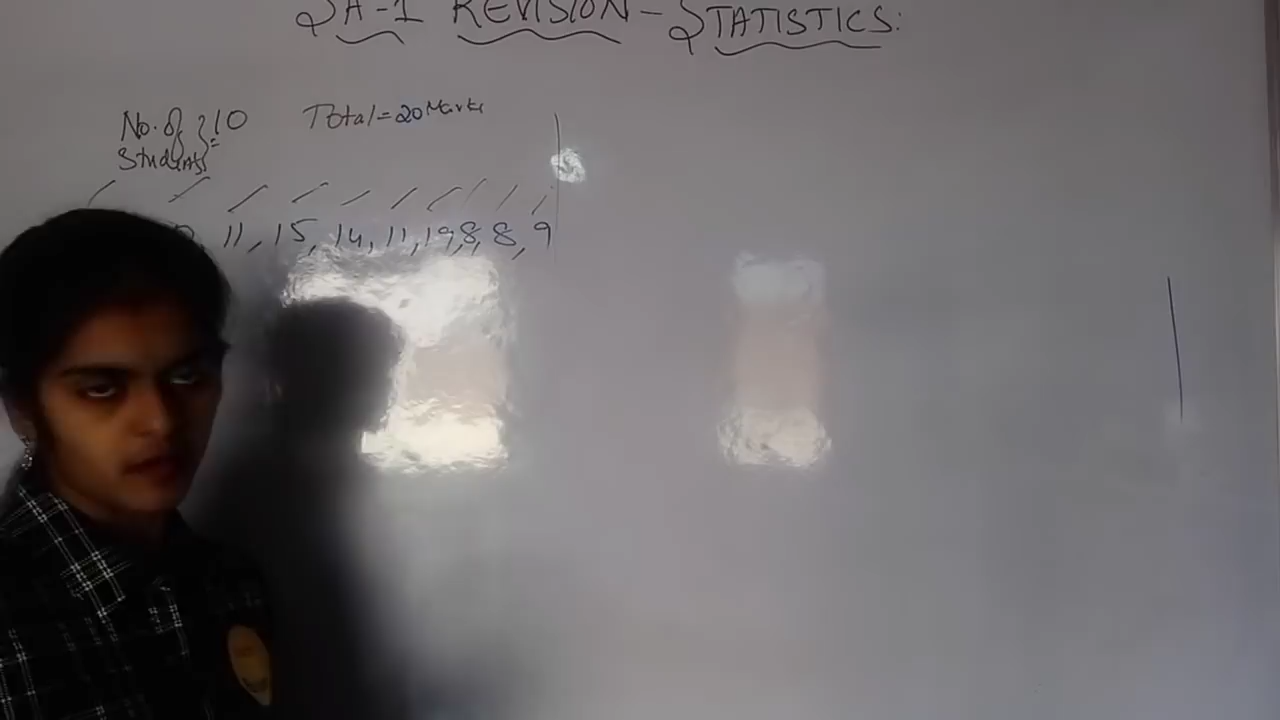 SA-1 REVISION - STATISTICS:
No. of } 10 Total = 20 Marks
Students } =
11, 15, 14, 11, 19, 8, 8, 9